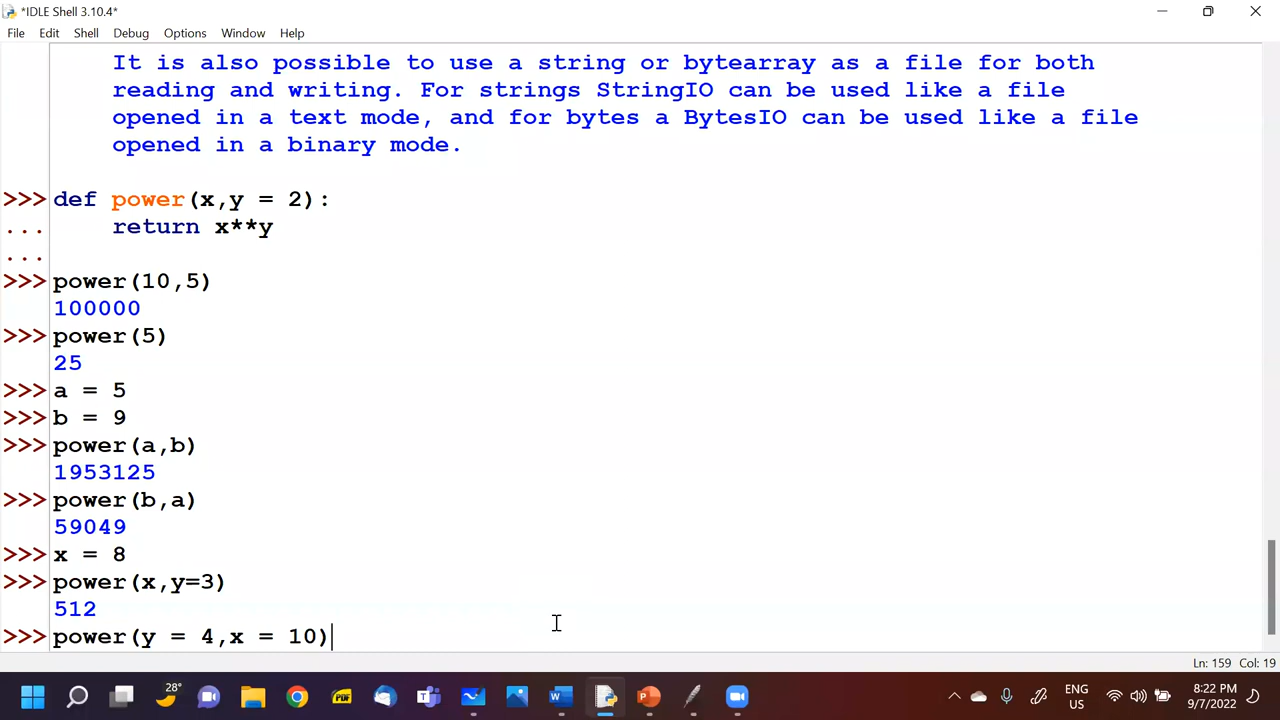 *IDLE Shell 3.10.4*
File Edit Shell Debug Options Window Help
It is also possible to use a string or bytearray as a file for both
reading and writing. For strings StringIO can be used like a file
opened in a text mode, and for bytes a BytesIO can be used like a file
opened in a binary mode.
>>> def power(x,y = 2):
... return x**y
...
>>> power(10,5)
100000
>>> power(5)
25
>>> a = 5
>>> b = 9
>>> power(a,b)
1953125
>>> power(b,a)
59049
>>> x = 8
>>> power(x,y=3)
512
>>> power(y = 4,x = 10)
Ln: 159 Col: 19
28°
PDF
ENG
US
8:22 PM
9/7/2022